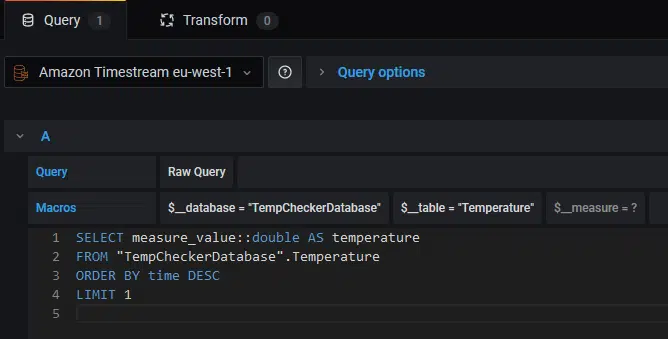 Query 1 Transform 0
Amazon Timestream eu-west-1 Query options
A
Query Raw Query
Macros $__database = "TempCheckerDatabase" $__table = "Temperature" $__measure = ?
1 SELECT measure_value::double AS temperature
2 FROM "TempCheckerDatabase".Temperature
3 ORDER BY time DESC
4 LIMIT 1
5